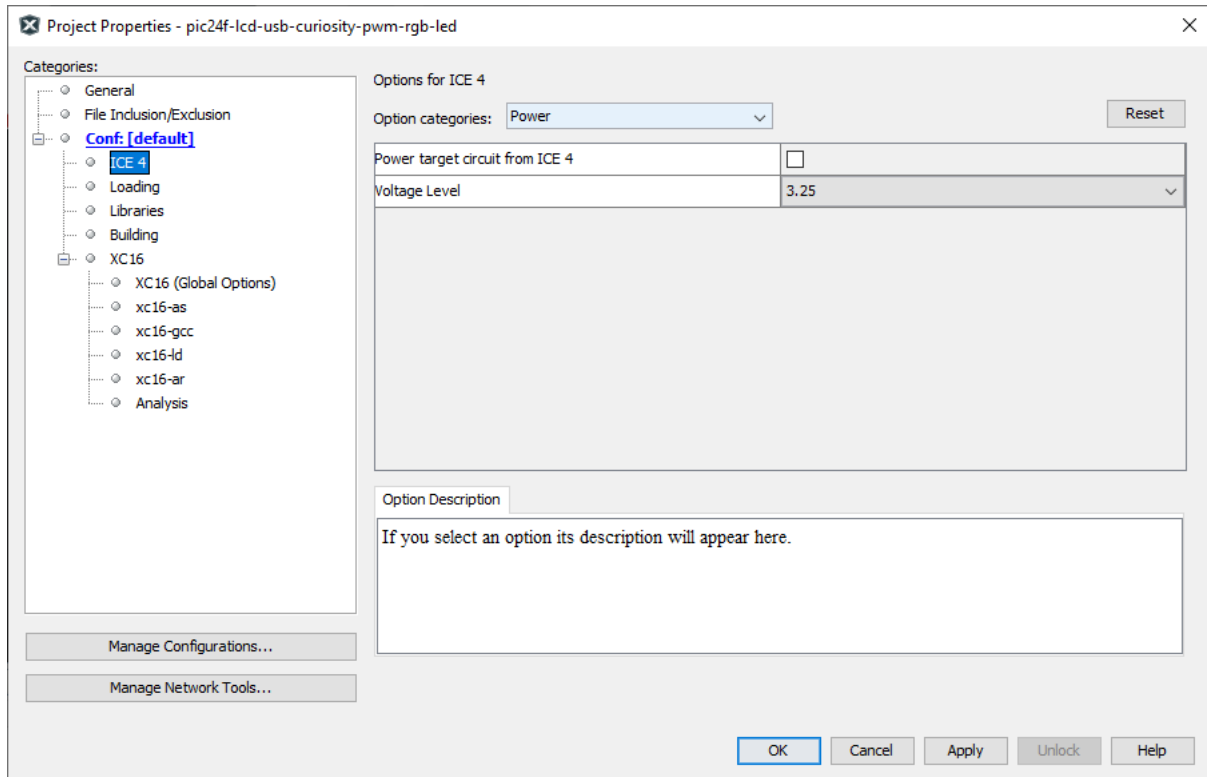 Project Properties - pic24f-lcd-usb-curiosity-pwm-rgb-led
Categories:
General
File Inclusion/Exclusion
Conf: [default]
ICE 4
Loading
Libraries
Building
XC16
XC16 (Global Options)
xc16-as
xc16-gcc
xc16-ld
xc16-ar
Analysis
Manage Configurations...
Manage Network Tools...
Options for ICE 4
Option categories: Power
Reset
Power target circuit from ICE 4
Voltage Level 3.25
Option Description
If you select an option its description will appear here.
OK Cancel Apply Unlock Help